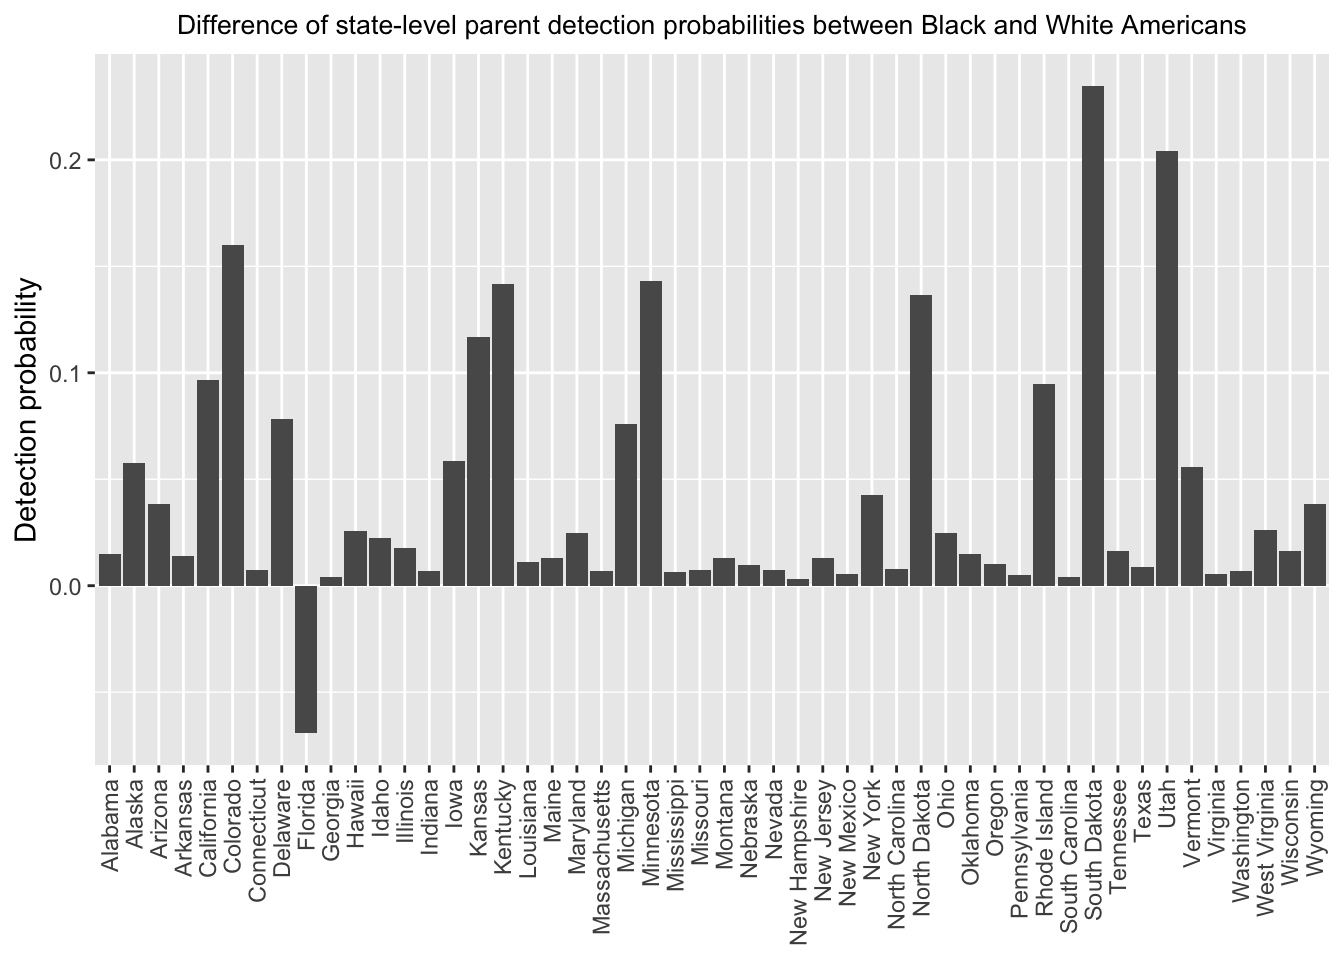 Difference of state-level parent detection probabilities between Black and White Americans
Detection probability
0.2
0.1
0.0
Alabama
Alaska
Arizona
Arkansas
California
Colorado
Connecticut
Delaware
Florida
Georgia
Hawaii
Idaho
Illinois
Indiana
Iowa
Kansas
Kentucky
Louisiana
Maine
Maryland
Massachusetts
Michigan
Minnesota
Mississippi
Missouri
Montana
Nebraska
Nevada
New Hampshire
New Jersey
New Mexico
New York
North Carolina
North Dakota
Ohio
Oklahoma
Oregon
Pennsylvania
Rhode Island
South Carolina
South Dakota
Tennessee
Texas
Utah
Vermont
Virginia
Washington
West Virginia
Wisconsin
Wyoming